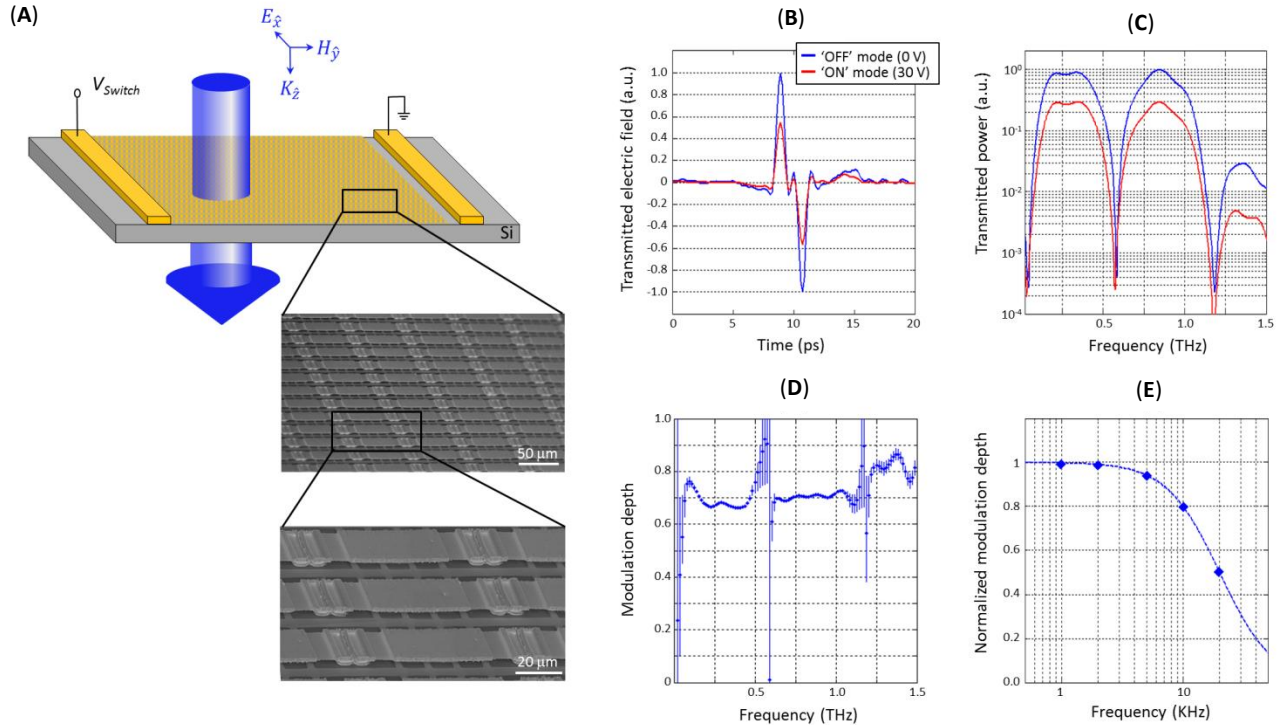 (A)
E_x̂
H_ŷ
K_ẑ
V_Switch
Si
50 μm
20 μm
(B)
'OFF' mode (0 V)
'ON' mode (30 V)
Transmitted electric field (a.u.)
1.0
0.8
0.6
0.4
0.2
0
-0.2
-0.4
-0.6
-0.8
-1.0
0 5 10 15 20
Time (ps)
(C)
Transmitted power (a.u.)
10⁰
10⁻¹
10⁻²
10⁻³
10⁻⁴
0.5 1.0 1.5
Frequency (THz)
(D)
Modulation depth
1.0
0.8
0.6
0.4
0.2
0
0.5 1.0 1.5
Frequency (THz)
(E)
Normalized modulation depth
1
0.8
0.6
0.4
0.2
0
1 10
Frequency (KHz)